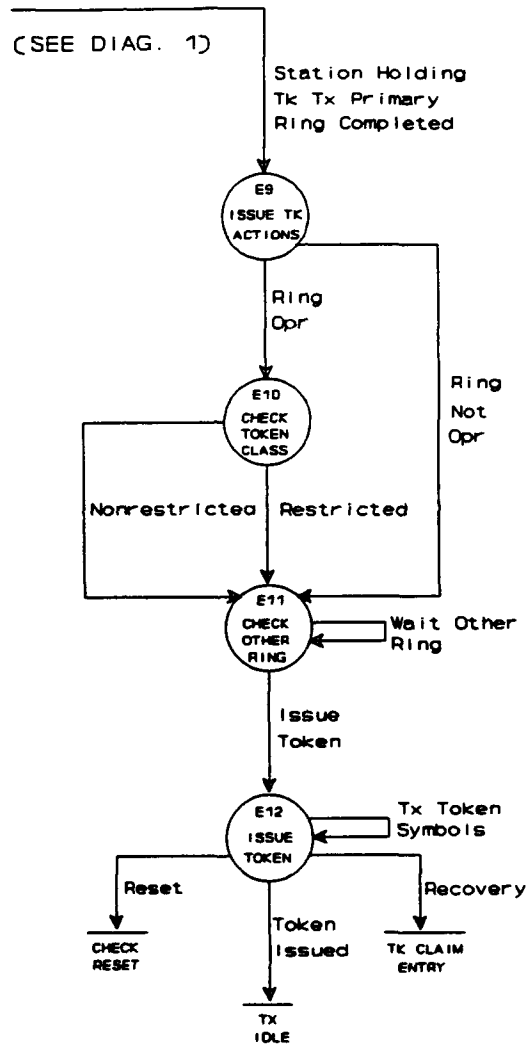 (SEE DIAG. 1)
Station Holding
Tk Tx Primary
Ring Completed
E9
ISSUE TK
ACTIONS
Ring
Opr
Ring
Not
Opr
E10
CHECK
TOKEN
CLASS
Nonrestricted
Restricted
E11
CHECK
OTHER
RING
Wait Other
Ring
Issue
Token
E12
ISSUE
TOKEN
Tx Token
Symbols
Reset
Recovery
Token
Issued
CHECK
RESET
TK CLAIM
ENTRY
TX
IDLE